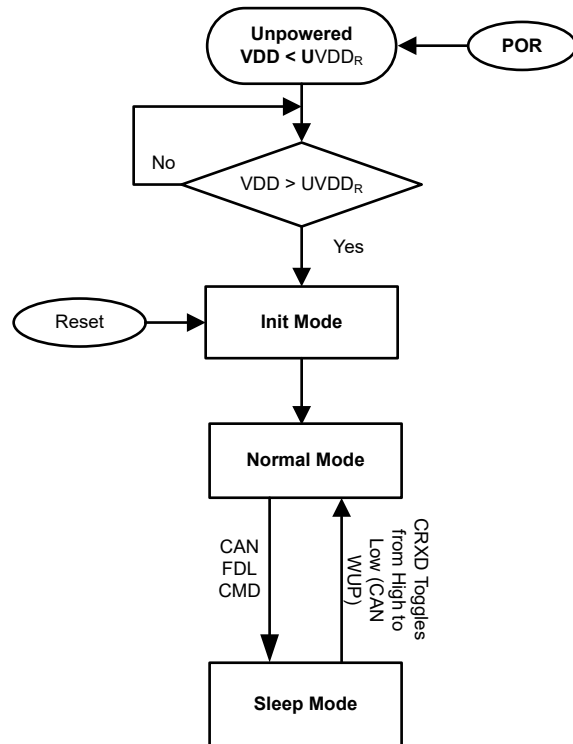 Unpowered
VDD < UVDDR
POR
No
VDD > UVDDR
Yes
Reset
Init Mode
Normal Mode
CAN
FDL
CMD
CRXD Toggles
from High to
Low (CAN
WUP)
Sleep Mode